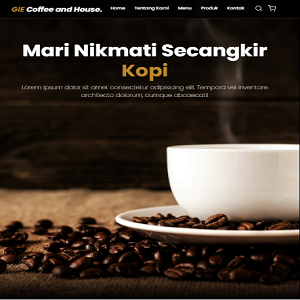 GIE Coffee and House.
Home Tentang Kami Menu Produk Kontak
Mari Nikmati Secangkir
Kopi
Lorem ipsum dolor sit amet consectetur adipisicing elit. Tempora vel inventore
architecto dolorum, cumque obcaecati!